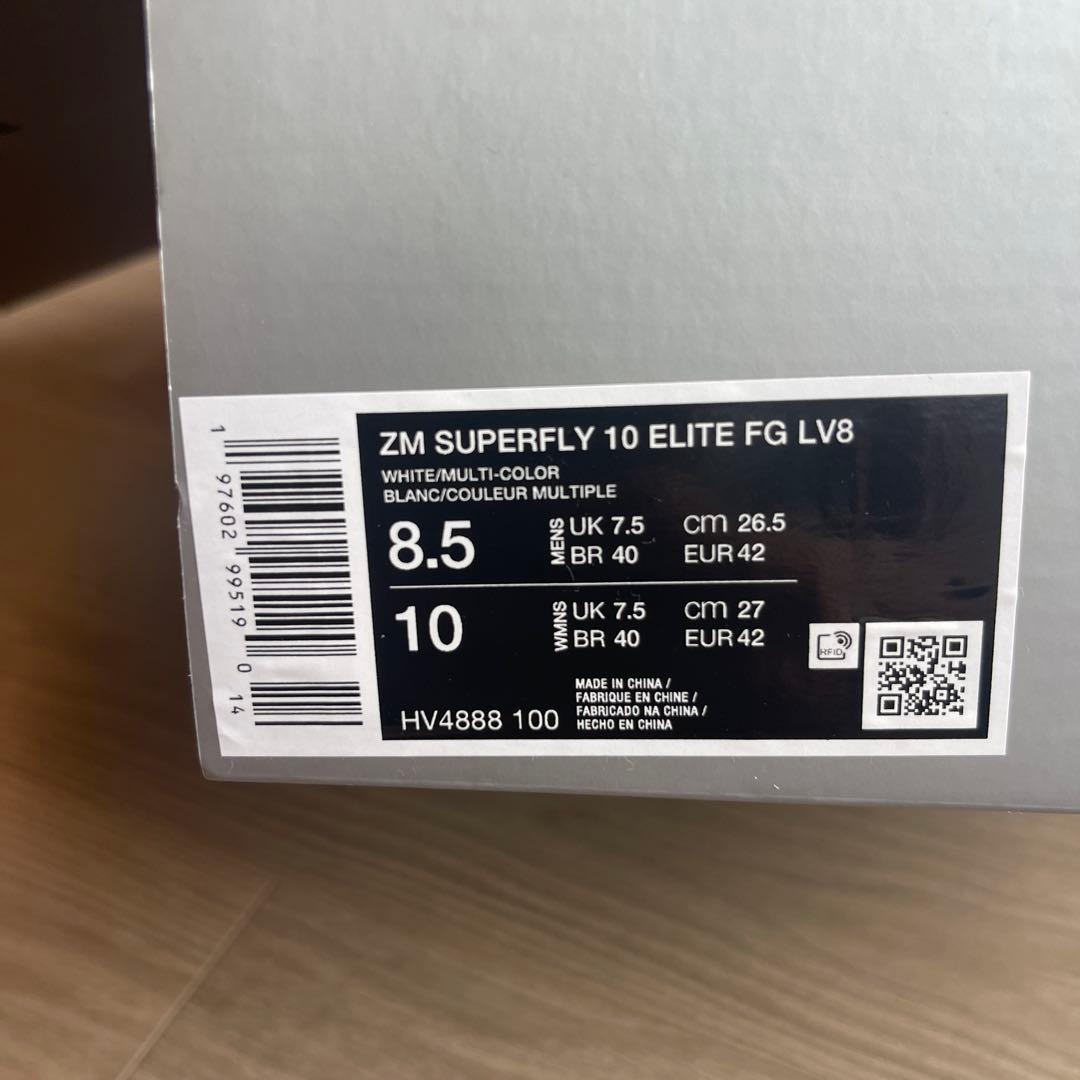 ZM SUPERFLY 10 ELITE FG LV8
WHITE/MULTI-COLOR
BLANC/COULEUR MULTIPLE
8.5 MENS UK 7.5 cm 26.5
BR 40 EUR 42
10 WMNS UK 7.5 cm 27
BR 40 EUR 42
RFID
MADE IN CHINA /
FABRIQUE EN CHINE /
FABRICADO NA CHINA /
HECHO EN CHINA
HV4888 100
1 97602 99519 0 14